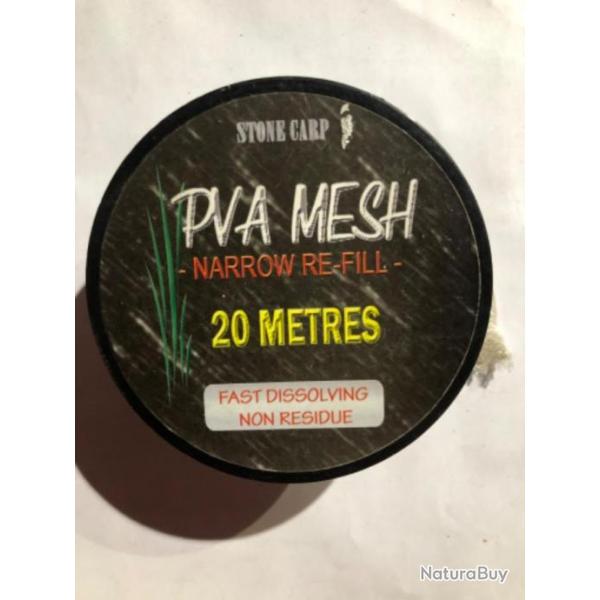 STONE CARP
PVA MESH
- NARROW RE-FILL -
20 METRES
FAST DISSOLVING
NON RESIDUE
NaturaBuy